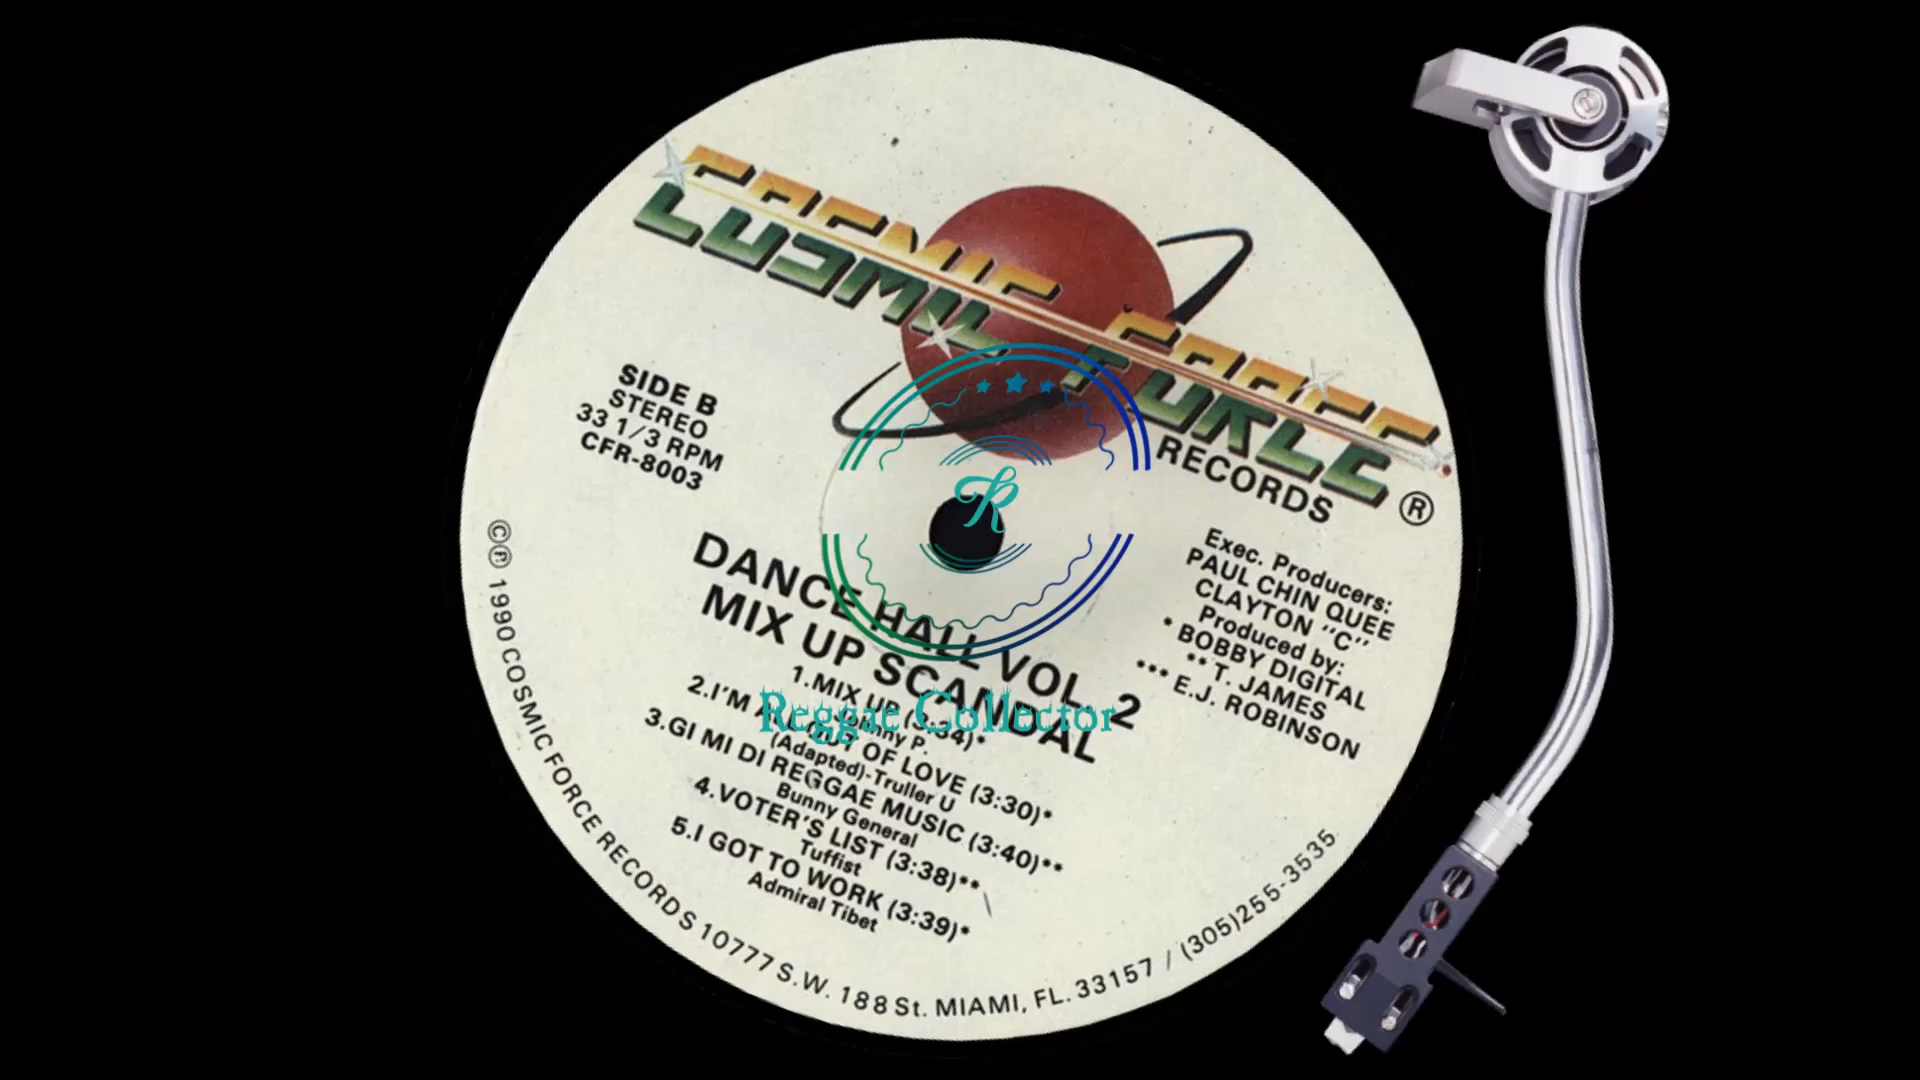 COSMIC FORCE
RECORDS ®
SIDE B
STEREO
33 1/3 RPM
CFR-8003
Exec. Producers:
PAUL CHIN QUEE
CLAYTON "C"
Produced by:
* BOBBY DIGITAL
** T. JAMES
*** E.J. ROBINSON
DANCE HALL VOL. 2
MIX UP SCANDAL
1.MIX UP (3:34)*
Johnny P.
2.I'M OF LOVE (3:30)*
(Adapted)-Truller U
3.GI MI DI REGGAE MUSIC (3:40)**
Bunny General
4.VOTER'S LIST (3:38)**
Tuffist
5.I GOT TO WORK (3:39)*
Admiral Tibet
©℗ 1990 COSMIC FORCE RECORDS 10777 S.W. 188 St. MIAMI, FL. 33157 / (305)255-3535
R
Reggae Collector